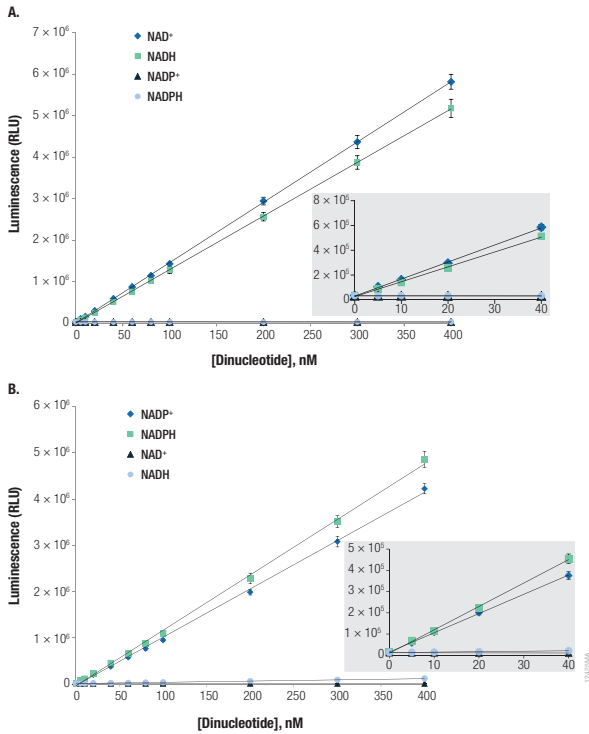 A.
Luminescence (RLU)
7 × 10⁶
6 × 10⁶
5 × 10⁶
4 × 10⁶
3 × 10⁶
2 × 10⁶
1 × 10⁶
0
NAD⁺
NADH
NADP⁺
NADPH
8 × 10⁵
6 × 10⁵
4 × 10⁵
2 × 10⁵
0
0 10 20 30 40
0 50 100 150 200 250 300 350 400
[Dinucleotide], nM
B.
Luminescence (RLU)
6 × 10⁶
5 × 10⁶
4 × 10⁶
3 × 10⁶
2 × 10⁶
1 × 10⁶
0
NADP⁺
NADPH
NAD⁺
NADH
5 × 10⁵
4 × 10⁵
3 × 10⁵
2 × 10⁵
1 × 10⁵
0
0 10 20 30 40
0 50 100 150 200 250 300 350 400
[Dinucleotide], nM